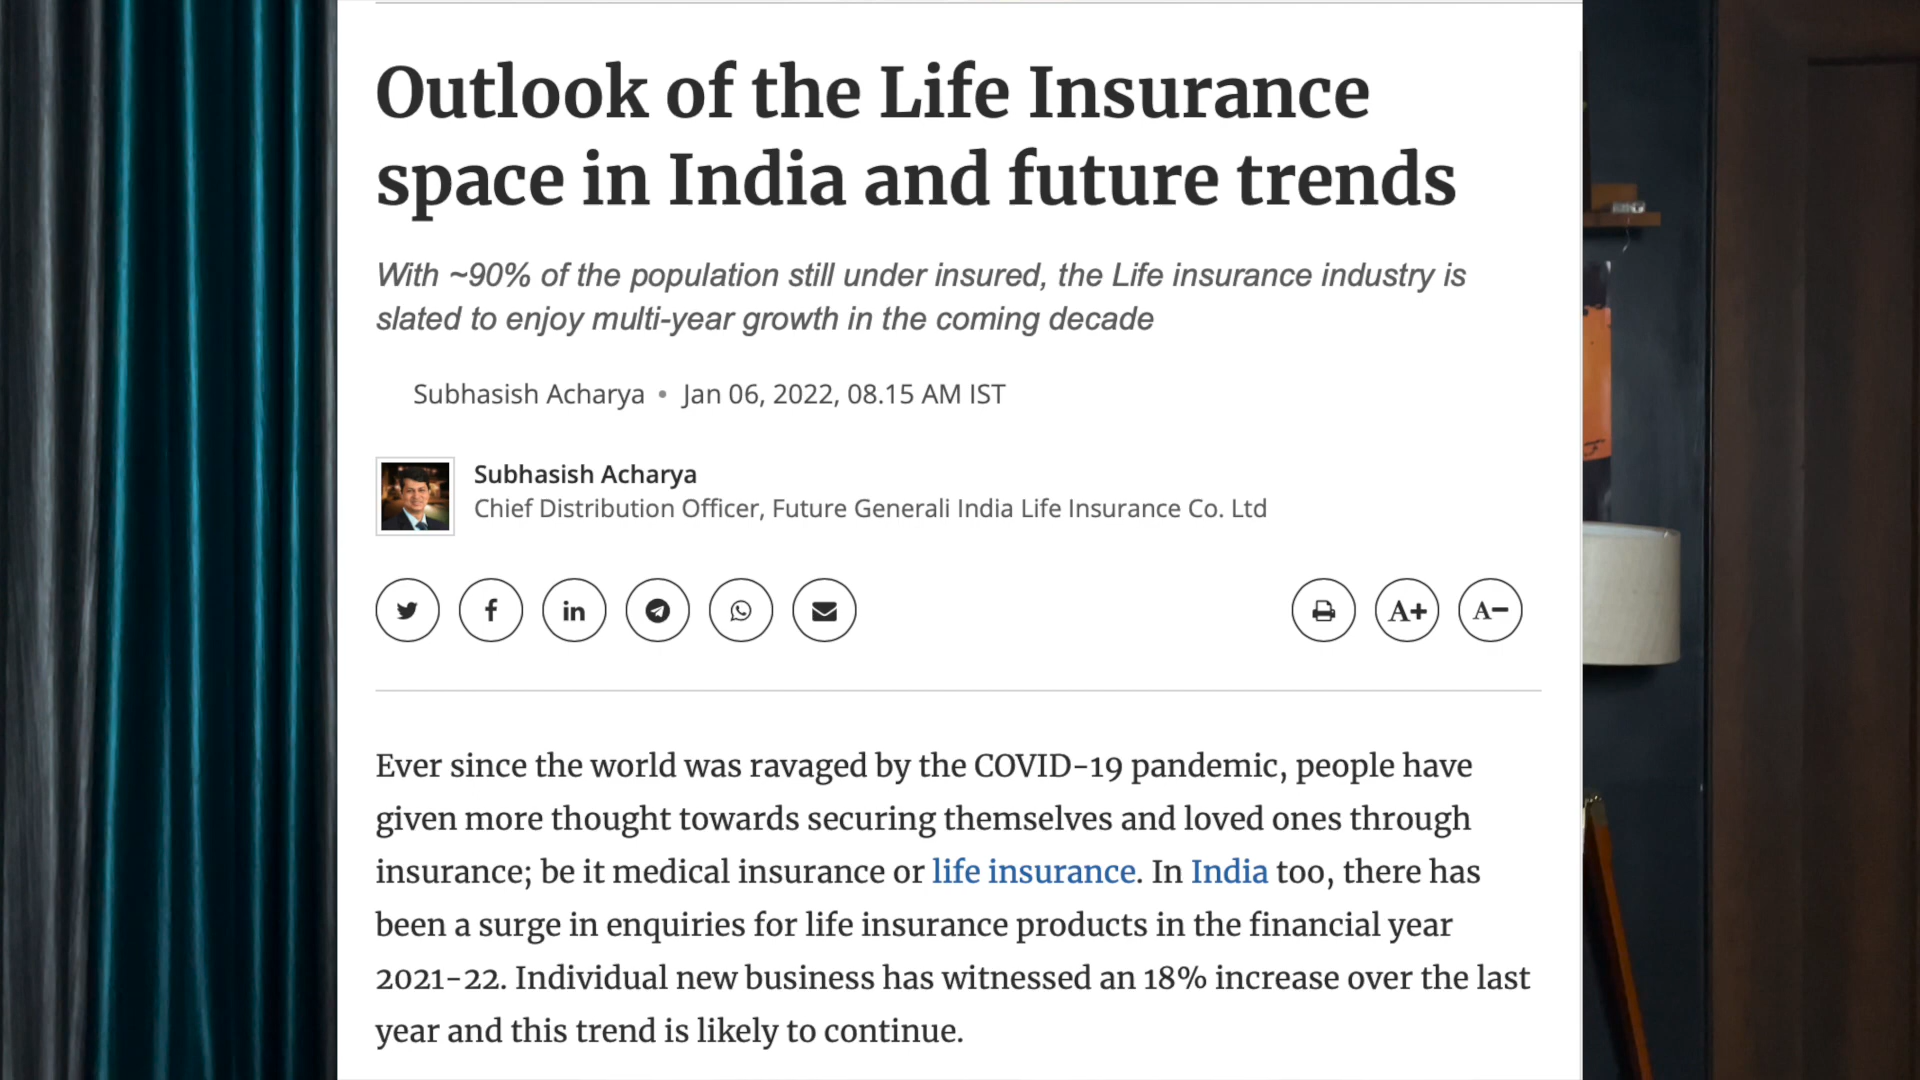 Outlook of the Life Insurance
space in India and future trends
With ~90% of the population still under insured, the Life insurance industry is
slated to enjoy multi-year growth in the coming decade
Subhasish Acharya • Jan 06, 2022, 08.15 AM IST
Subhasish Acharya
Chief Distribution Officer, Future Generali India Life Insurance Co. Ltd
A+ A-
Ever since the world was ravaged by the COVID-19 pandemic, people have
given more thought towards securing themselves and loved ones through
insurance; be it medical insurance or life insurance. In India too, there has
been a surge in enquiries for life insurance products in the financial year
2021-22. Individual new business has witnessed an 18% increase over the last
year and this trend is likely to continue.